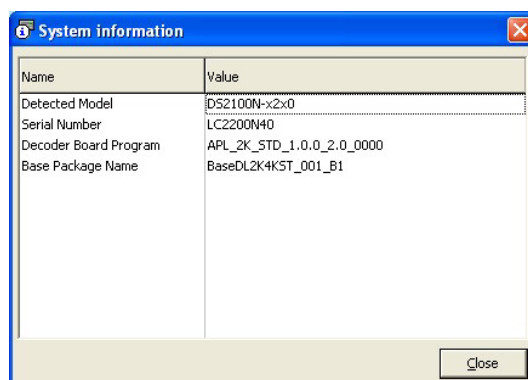 System information
Name Value
Detected Model DS2100N-x2x0
Serial Number LC2200N40
Decoder Board Program APL_2K_STD_1.0.0_2.0_0000
Base Package Name BaseDL2K4KST_001_B1
Close